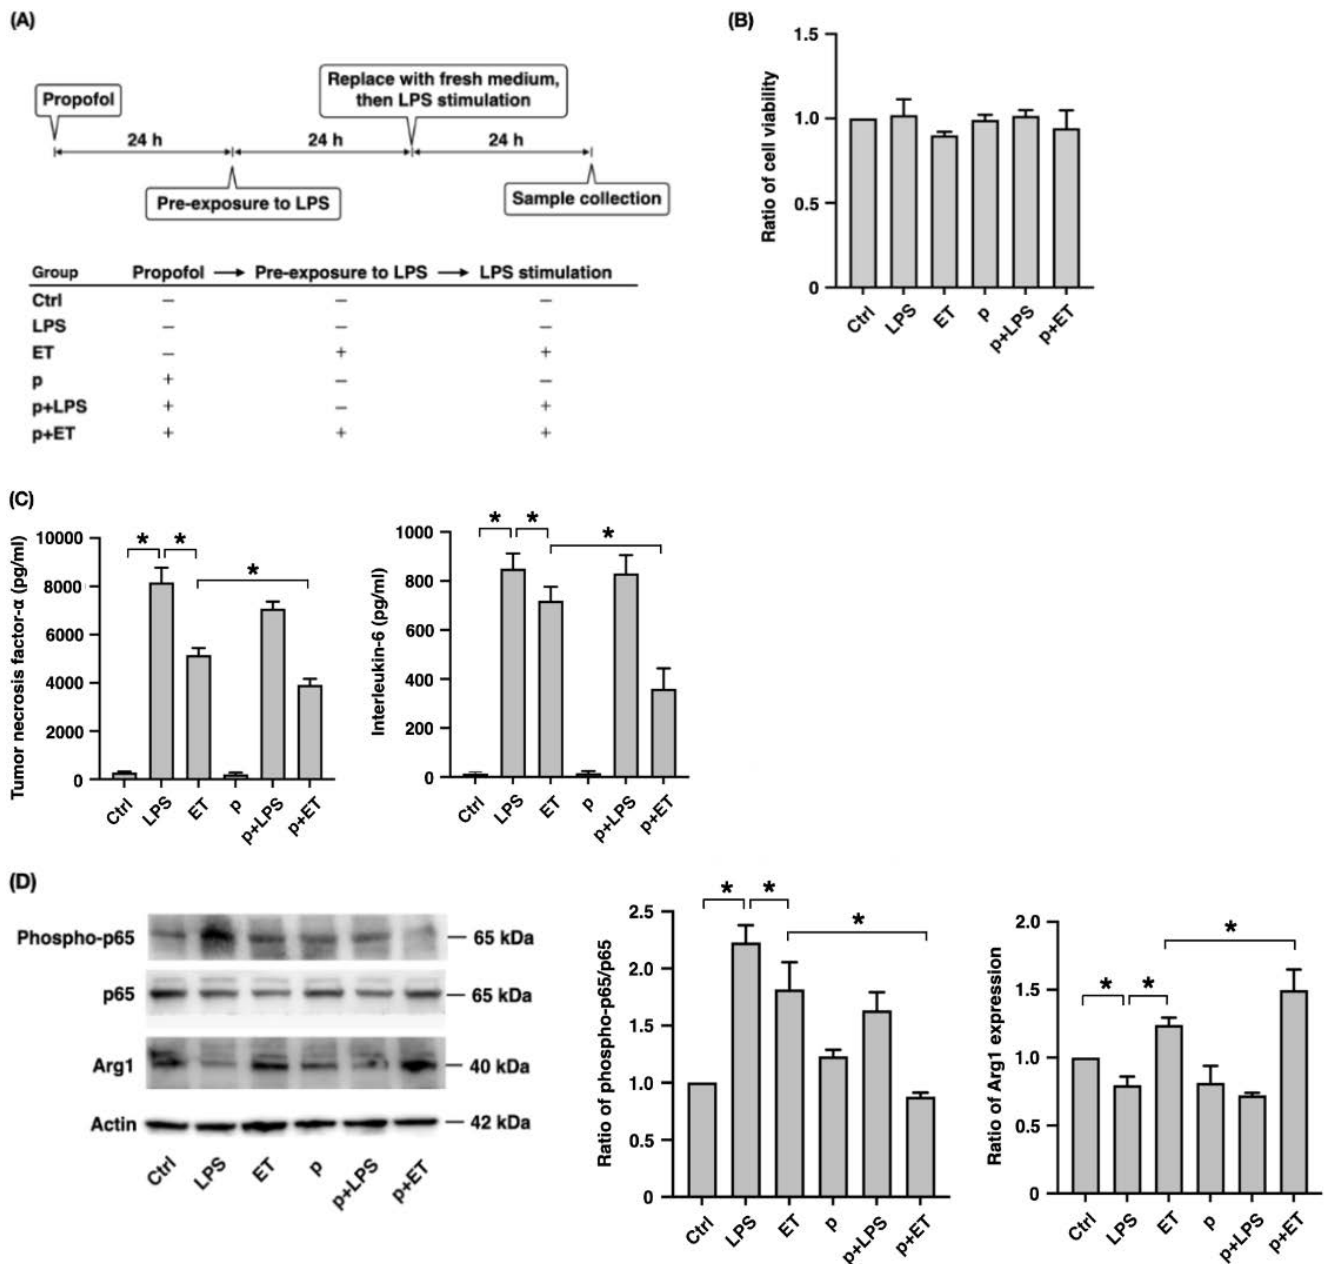 (A)
Propofol
Replace with fresh medium,
then LPS stimulation
24 h 24 h 24 h
Pre-exposure to LPS
Sample collection
Group Propofol → Pre-exposure to LPS → LPS stimulation
Ctrl – – –
LPS – – –
ET – + +
p + – –
p+LPS + – +
p+ET + + +
(B)
Ratio of cell viability
1.5
1.0
0.5
0
Ctrl LPS ET p p+LPS p+ET
(C)
Tumor necrosis factor-α (pg/ml)
10000
8000
6000
4000
2000
0
* * *
Ctrl LPS ET p p+LPS p+ET
Interleukin-6 (pg/ml)
1000
800
600
400
200
0
* * *
Ctrl LPS ET p p+LPS p+ET
(D)
Phospho-p65 65 kDa
p65 65 kDa
Arg1 40 kDa
Actin 42 kDa
Ctrl LPS ET p p+LPS p+ET
Ratio of phospho-p65/p65
2.5
2.0
1.5
1.0
0.5
0
* * *
Ctrl LPS ET p p+LPS p+ET
Ratio of Arg1 expression
2.0
1.5
1.0
0.5
0
* * *
Ctrl LPS ET p p+LPS p+ET